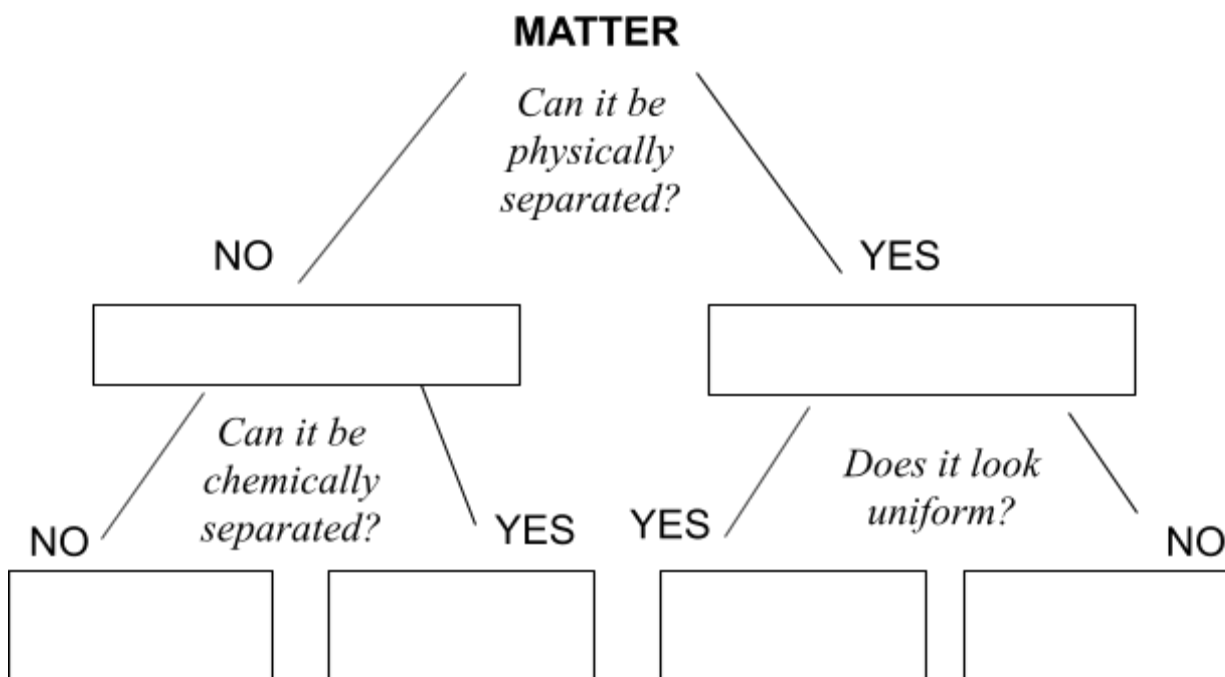 MATTER
Can it be
physically
separated?
NO
YES
Can it be
chemically
separated?
NO
YES
Does it look
uniform?
YES
NO